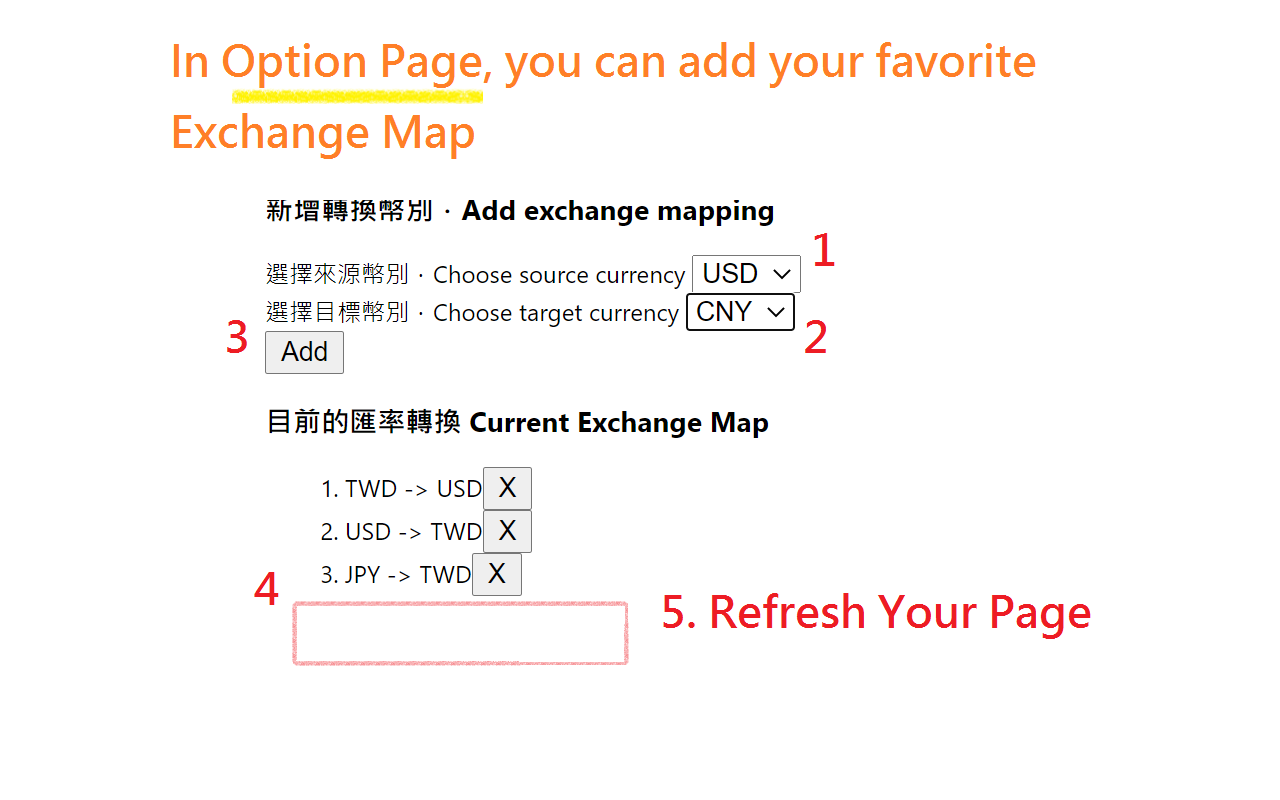 In Option Page, you can add your favorite
Exchange Map
新增轉換幣別 · Add exchange mapping
1
選擇來源幣別 · Choose source currency USD
選擇目標幣別 · Choose target currency CNY
3
2
Add
目前的匯率轉換 Current Exchange Map
1. TWD -> USD X
2. USD -> TWD X
3. JPY -> TWD X
4
5. Refresh Your Page